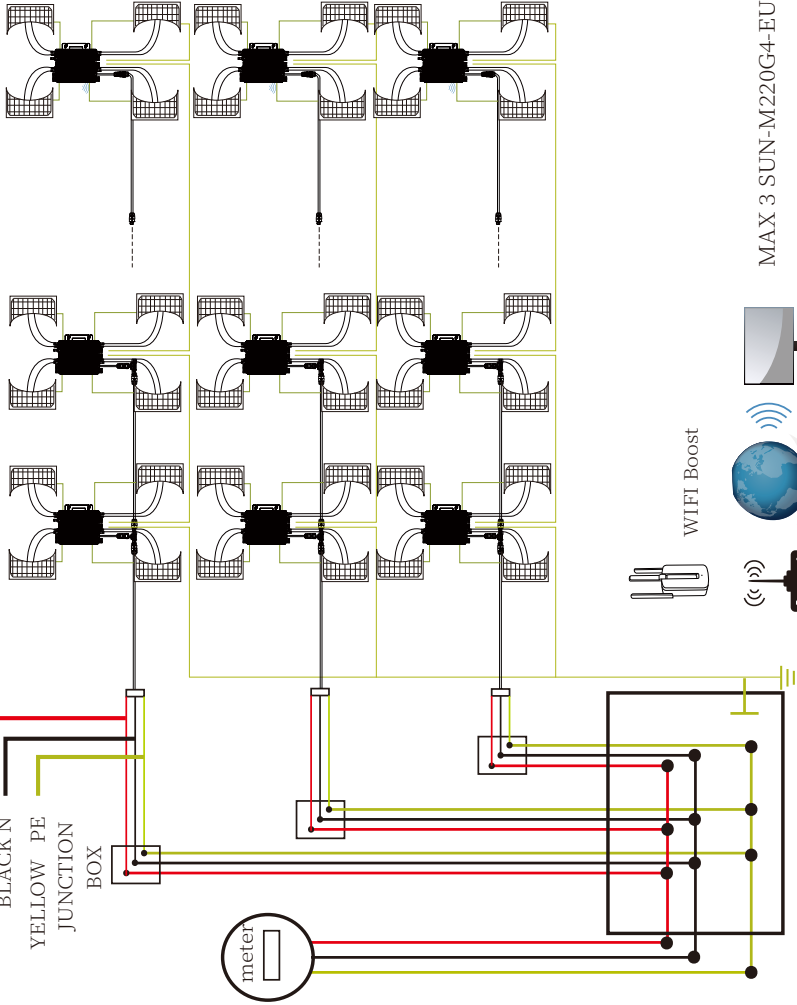 MAX 3 SUN-M220G4-EU
WIFI Boost
BLACK N
YELLOW PE
JUNCTION
BOX
meter